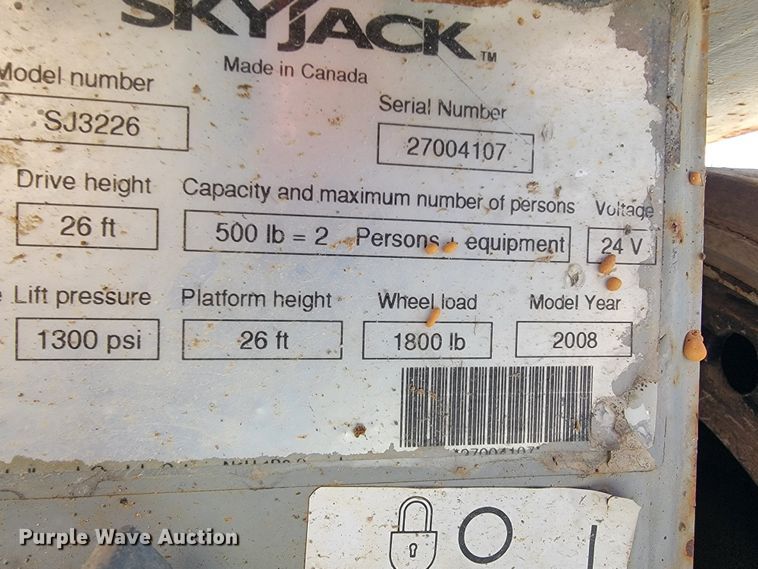 SKYJACK™
Made in Canada
Model number
Serial Number
SJ3226
27004107
Drive height
Capacity and maximum number of persons
Voltage
26 ft
500 lb = 2 Persons + equipment
24 V
Lift pressure
Platform height
Wheel load
Model Year
1300 psi
26 ft
1800 lb
2008
*27004107*
Purple Wave Auction